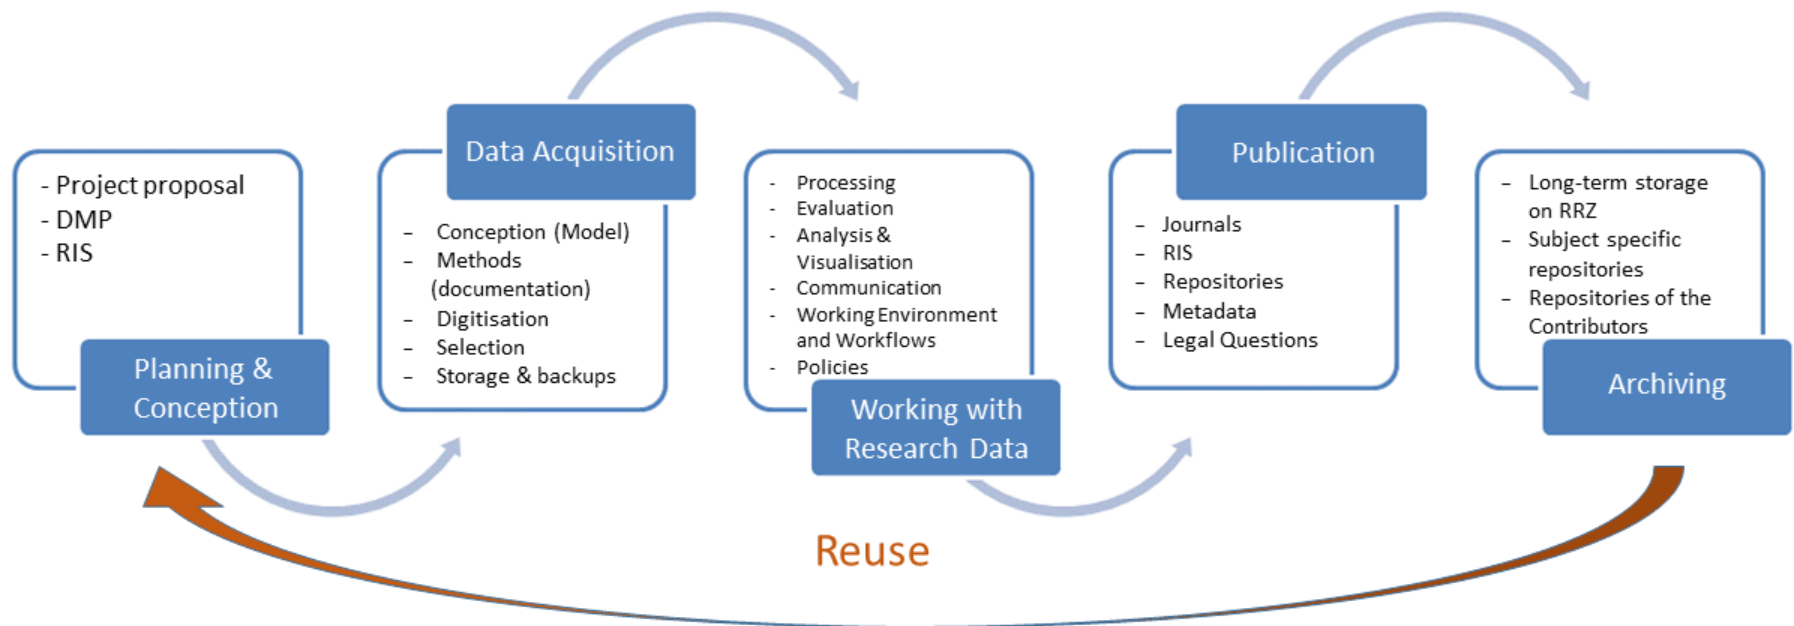 - Project proposal
- DMP
- RIS
Planning &
Conception
Data Acquisition
– Conception (Model)
– Methods
(documentation)
– Digitisation
– Selection
– Storage & backups
- Processing
- Evaluation
- Analysis &
Visualisation
- Communication
- Working Environment
and Workflows
- Policies
Working with
Research Data
Publication
– Journals
– RIS
– Repositories
– Metadata
– Legal Questions
– Long-term storage
on RRZ
– Subject specific
repositories
– Repositories of the
Contributors
Archiving
Reuse